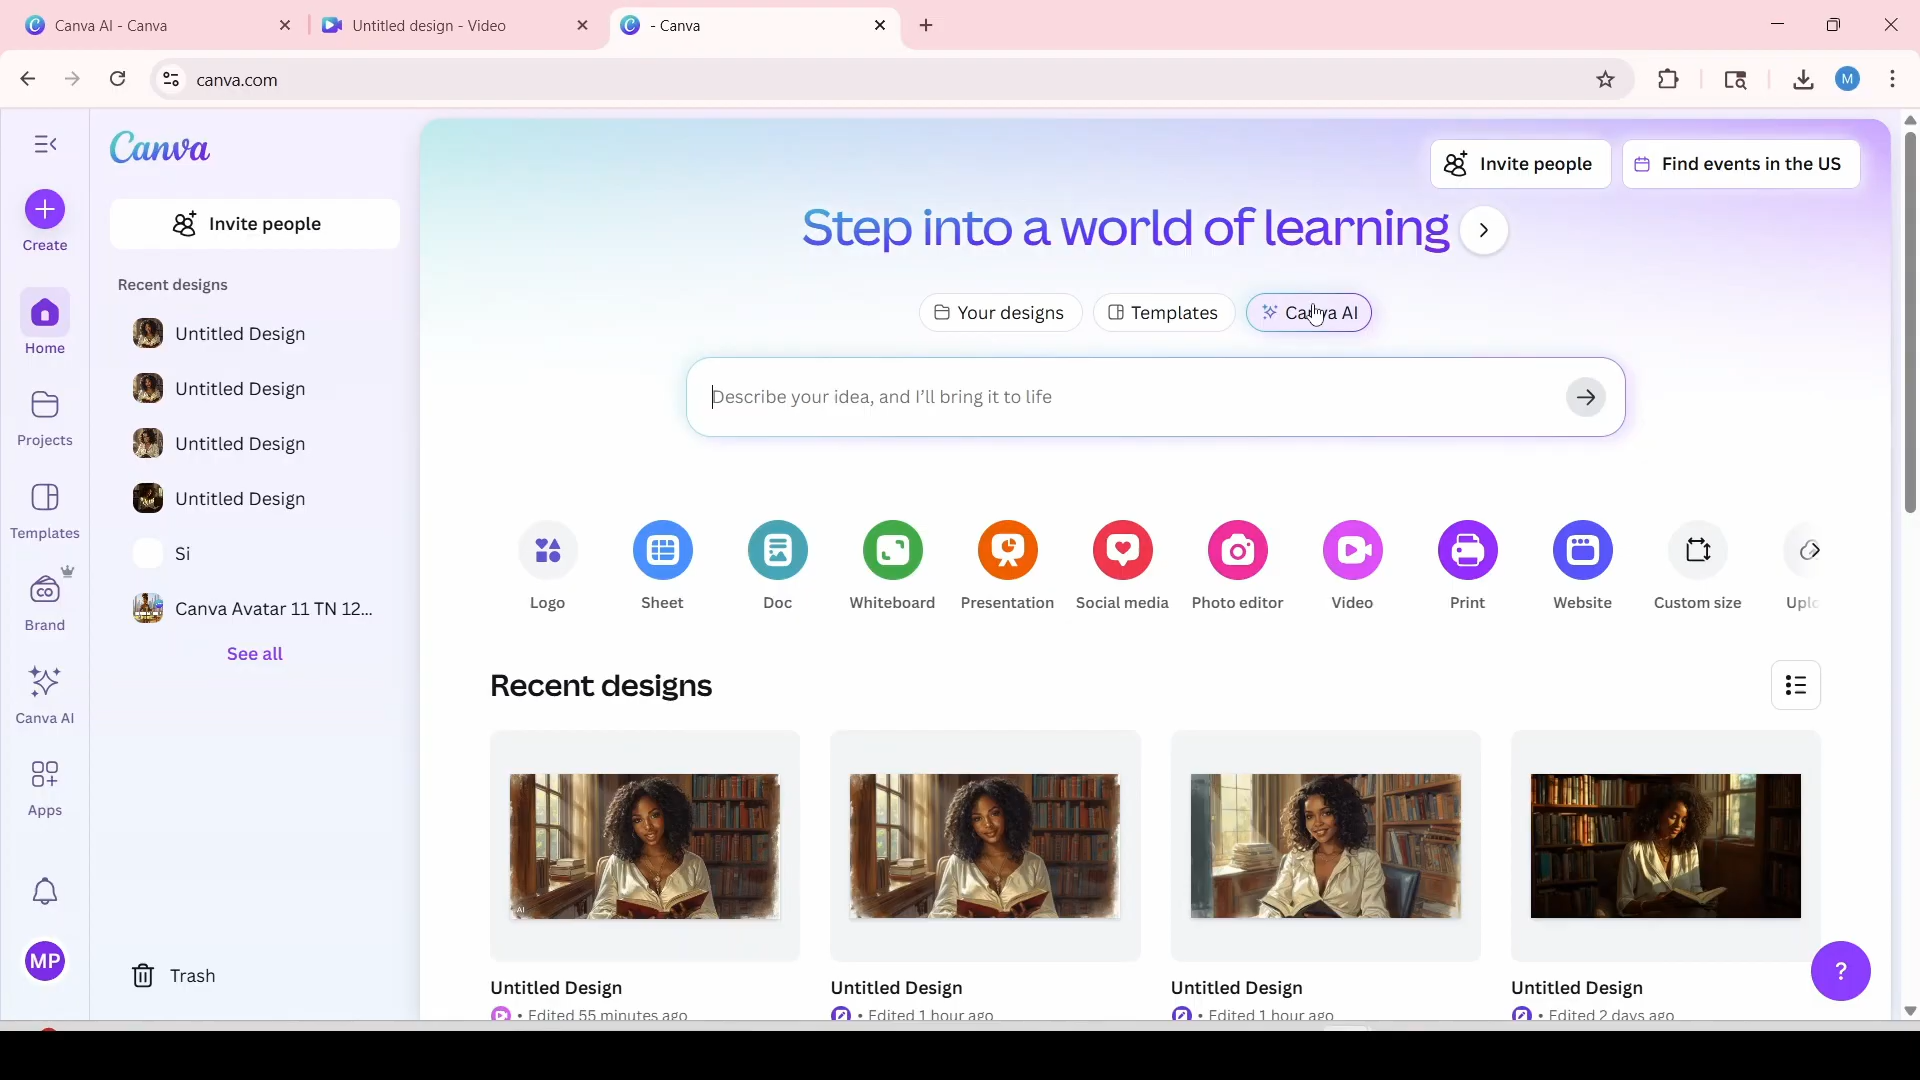 Canva AI - Canva
Untitled design - Video
- Canva
canva.com
M
Canva
Invite people
Recent designs
Untitled Design
Untitled Design
Untitled Design
Untitled Design
Si
Canva Avatar 11 TN 12...
See all
Trash
Create
Home
Projects
Templates
CO
Brand
Canva AI
Apps
MP
Invite people
Find events in the US
Step into a world of learning
Your designs
Templates
Canva AI
Describe your idea, and I'll bring it to life
Logo
Sheet
Doc
Whiteboard
Presentation
Social media
Photo editor
Video
Print
Website
Custom size
Uplo
Recent designs
AI
Untitled Design
Untitled Design
Untitled Design
Untitled Design
• Edited 55 minutes ago
• Edited 1 hour ago
• Edited 1 hour ago
• Edited 2 days ago
?